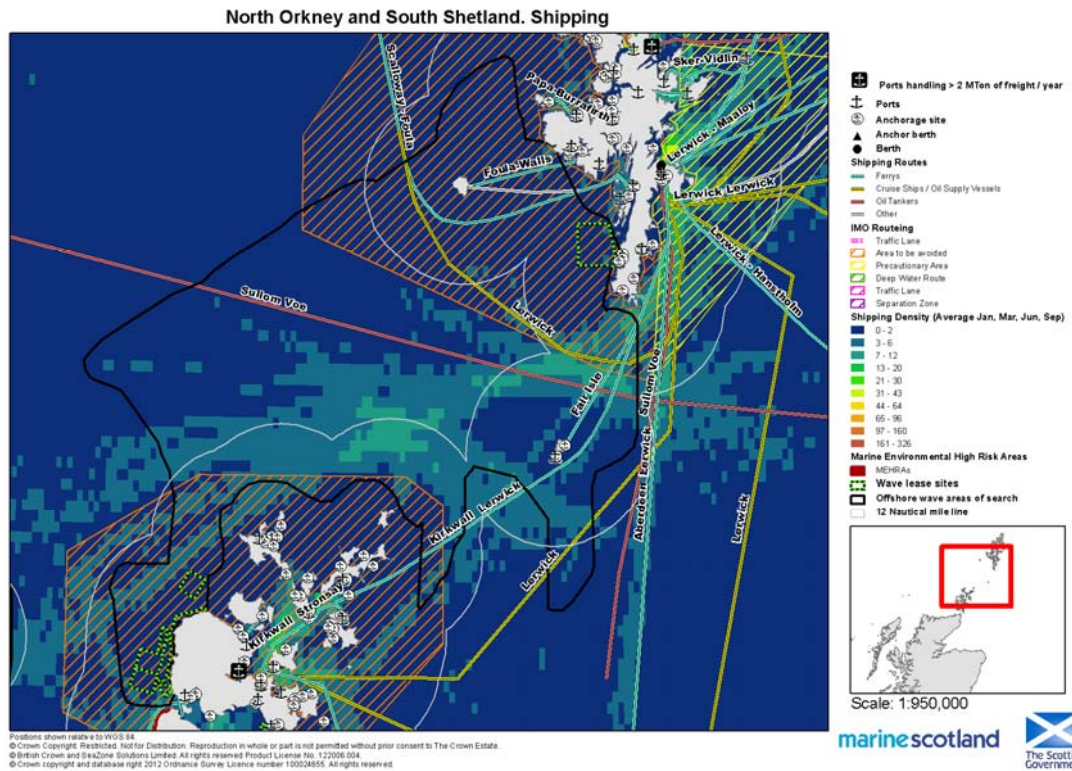 North Orkney and South Shetland. Shipping
Scalloway - Foula
Papa-Burrafirth
Sker-Vidlin
Lerwick - Maaloy
Foula-Walls
Lerwick Lerwick
Lerwick - Hanstholm
Sullom Voe
Lerwick
Fair Isle
Sullom Voe
Aberdeen Lerwick
Kirkwall Lerwick
Lerwick
Lerwick
Kirkwall Stronsay
Ports handling > 2 MTon of freight / year
Ports
Anchorage site
Anchor berth
Berth
Shipping Routes
Ferrys
Cruise Ships / Oil Supply Vessels
Oil Tankers
Other
IMO Routeing
Traffic Lane
Area to be avoided
Precautionary Area
Deep Water Route
Traffic Lane
Separation Zone
Shipping Density (Average Jan, Mar, Jun, Sep)
0 - 2
3 - 6
7 - 12
13 - 20
21 - 30
31 - 43
44 - 64
65 - 96
97 - 160
161 - 326
Marine Environmental High Risk Areas
MEHRAs
Wave lease sites
Offshore wave areas of search
12 Nautical mile line
Scale: 1:950,000
marinescotland
The Scotti
Governme
Positions shown relative to WGS 84.
© Crown Copyright. Restricted. Not for Distribution. Reproduction in whole or part is not permitted without prior consent to The Crown Estate.
© British Crown and SeaZone Solutions Limited. All rights reserved Product License No. 122006.004.
© Crown copyright and database right 2012 Ordnance Survey Licence number 100024655. All rights reserved.